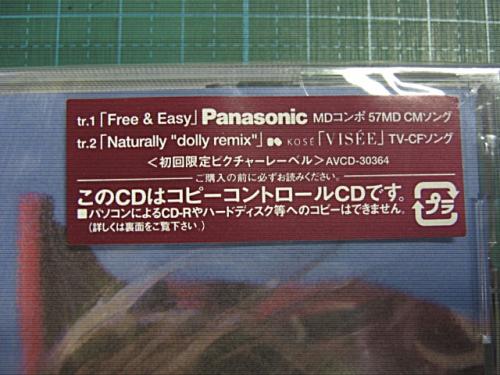 tr.1「Free & Easy」Panasonic MDコンポ 57MD CMソング
tr.2「Naturally "dolly remix"」 KOSÉ「VISÉE」TV-CFソング
＜初回限定ピクチャーレーベル＞AVCD-30364
ご購入の前に必ずお読みください。
このCDはコピーコントロールCDです。
■パソコンによるCD-Rやハードディスク等へのコピーはできません。
(詳しくは裏面をご覧下さい。)
プラ